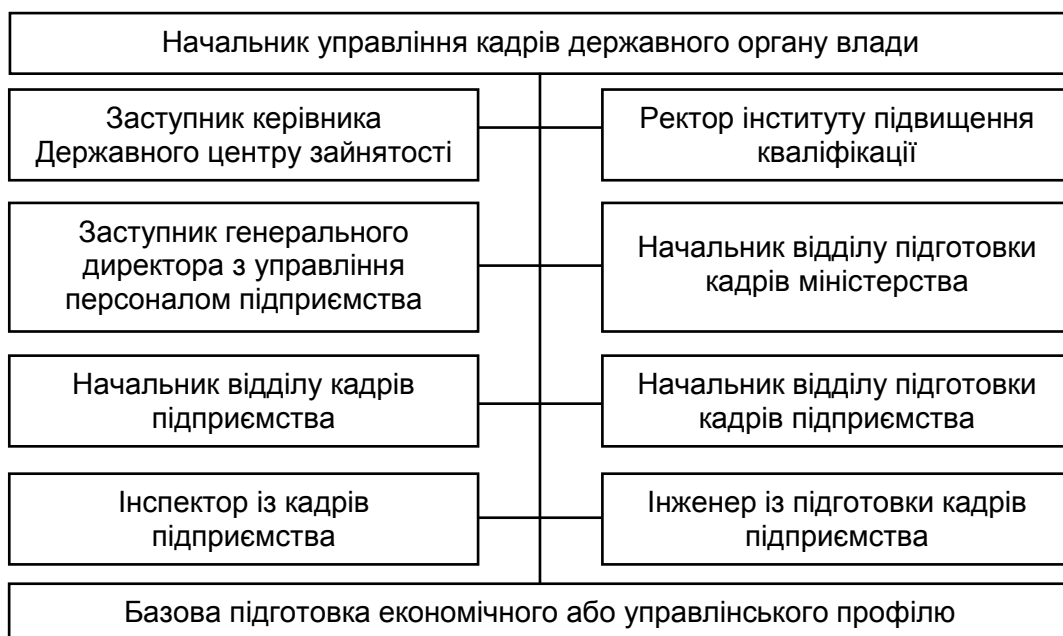 Начальник управління кадрів державного органу влади
Заступник керівника
Державного центру зайнятості
Ректор інституту підвищення
кваліфікації
Заступник генерального
директора з управління
персоналом підприємства
Начальник відділу підготовки
кадрів міністерства
Начальник відділу кадрів
підприємства
Начальник відділу підготовки
кадрів підприємства
Інспектор із кадрів
підприємства
Інженер із підготовки кадрів
підприємства
Базова підготовка економічного або управлінського профілю